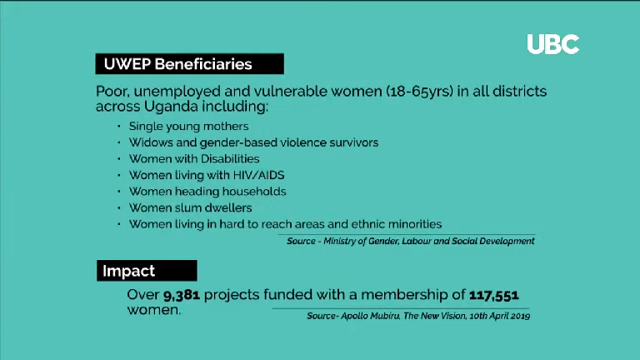 UBC
UWEP Beneficiaries
Poor, unemployed and vulnerable women (18-65yrs) in all districts
across Uganda including:
• Single young mothers
• Widows and gender-based violence survivors
• Women with Disabilities
• Women living with HIV/AIDS
• Women heading households
• Women slum dwellers
• Women living in hard to reach areas and ethnic minorities
Source - Ministry of Gender, Labour and Social Development
Impact
Over 9,381 projects funded with a membership of 117,551
women.
Source- Apollo Mubiru, The New Vision, 10th April 2019